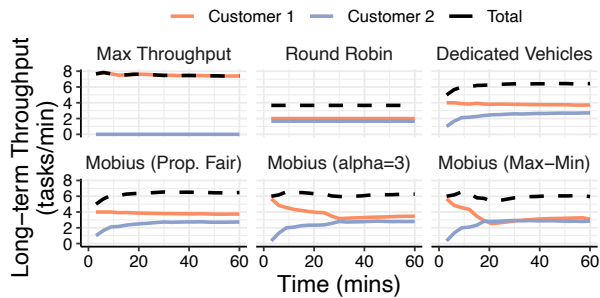 Customer 1 Customer 2 Total
Max Throughput Round Robin Dedicated Vehicles
8
6
4
2
0
Mobius (Prop. Fair) Mobius (alpha=3) Mobius (Max−Min)
8
6
4
2
0
0 20 40 60 0 20 40 60 0 20 40 60
Time (mins)
Long−term Throughput
(tasks/min)